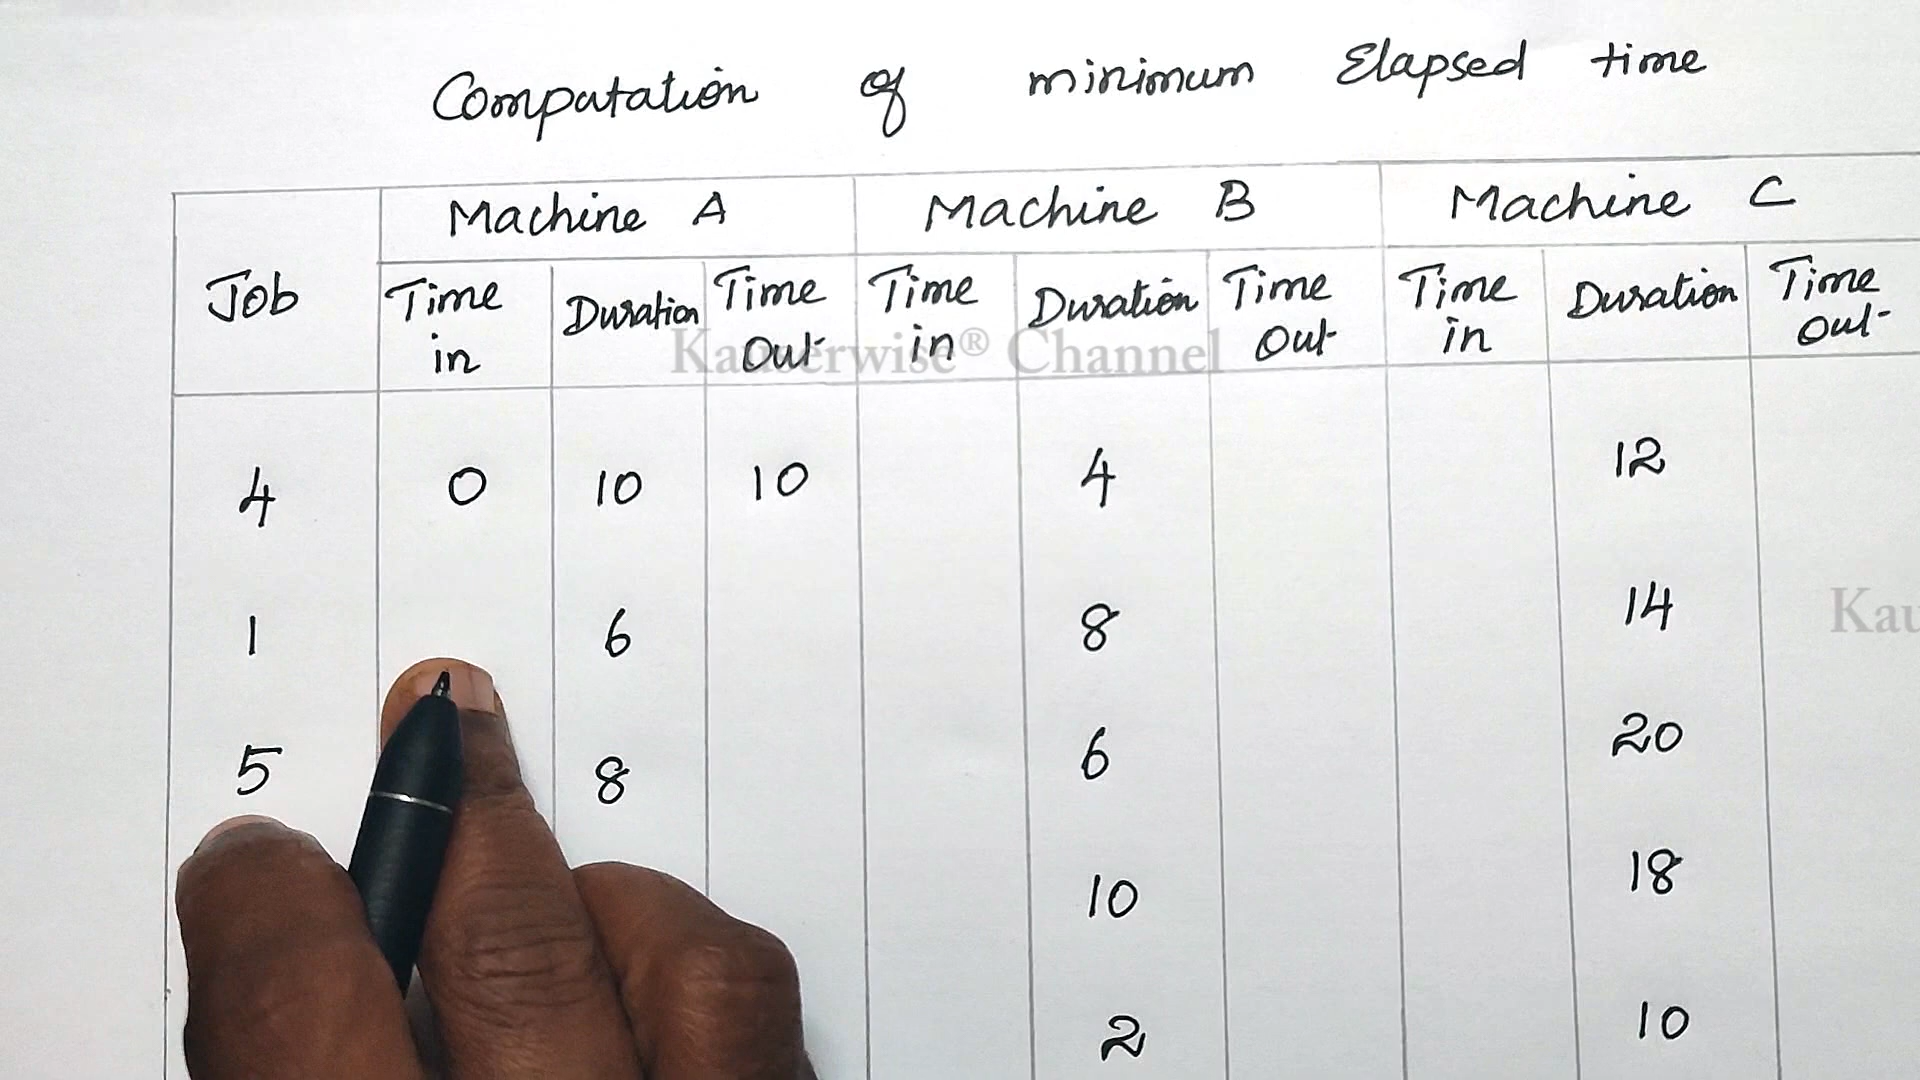 Computation of minimum Elapsed time
Machine A Machine B Machine C
Job Time in Duration Time Out Time in Duration Time Out Time in Duration Time Out
Kauserwise® Channel
4 0 10 10 4 12
1 6 8 14
Kau
5 8 6 20
10 18
2 10